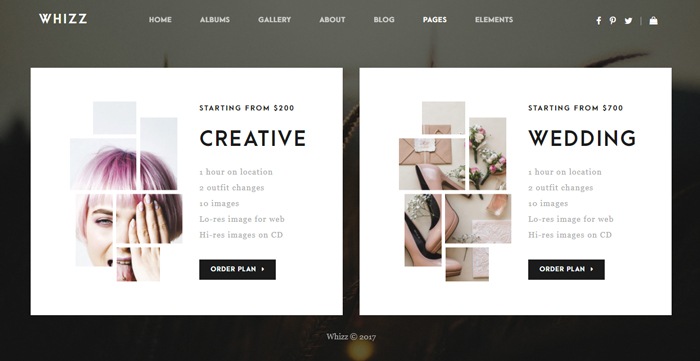 WHIZZ
HOME ALBUMS GALLERY ABOUT BLOG PAGES ELEMENTS
STARTING FROM $200
CREATIVE
1 hour on location
2 outfit changes
10 images
Lo-res image for web
Hi-res images on CD
ORDER PLAN
STARTING FROM $700
WEDDING
1 hour on location
2 outfit changes
10 images
Lo-res image for web
Hi-res images on CD
ORDER PLAN
Whizz © 2017